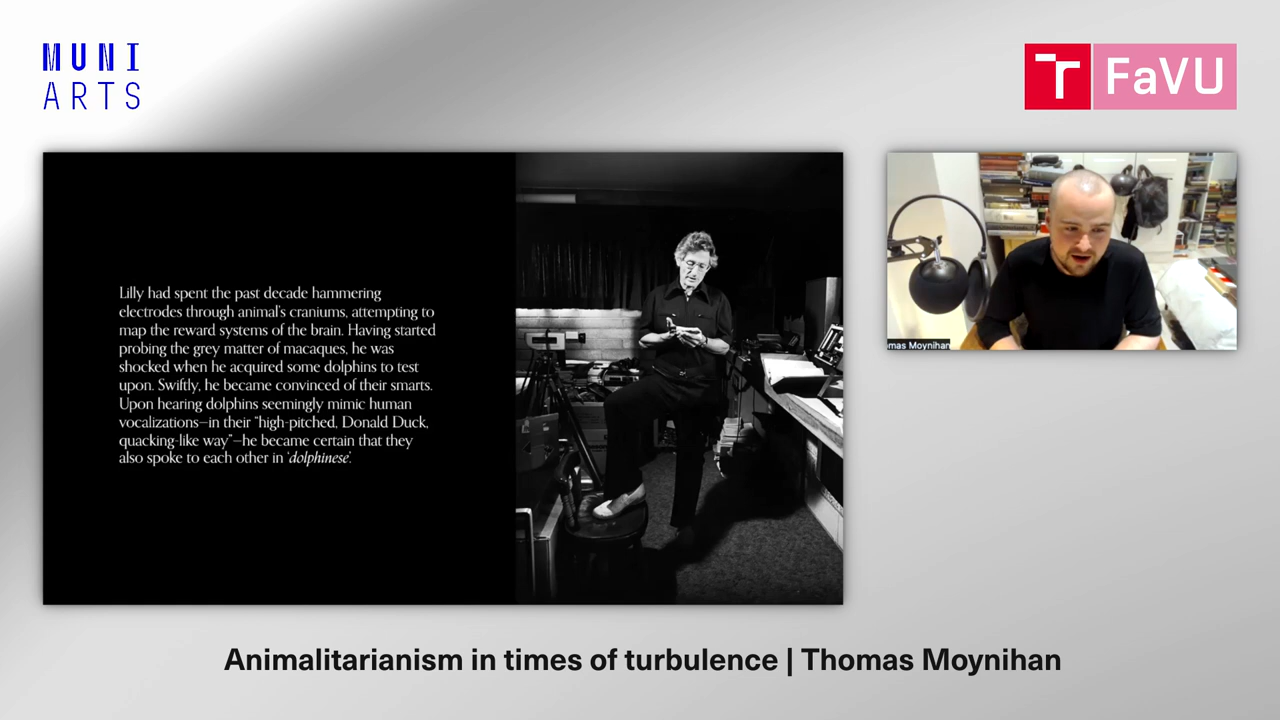 MUNI
ARTS
FaVU
Lilly had spent the past decade hammering
electrodes through animal's craniums, attempting to
map the reward systems of the brain. Having started
probing the grey matter of macaques, he was
shocked when he acquired some dolphins to test
upon. Swiftly, he became convinced of their smarts.
Upon hearing dolphins seemingly mimic human
vocalizations—in their "high-pitched, Donald Duck,
quacking-like way"—he became certain that they
also spoke to each other in 'dolphinese'.
omas Moynihan
Animalitarianism in times of turbulence | Thomas Moynihan